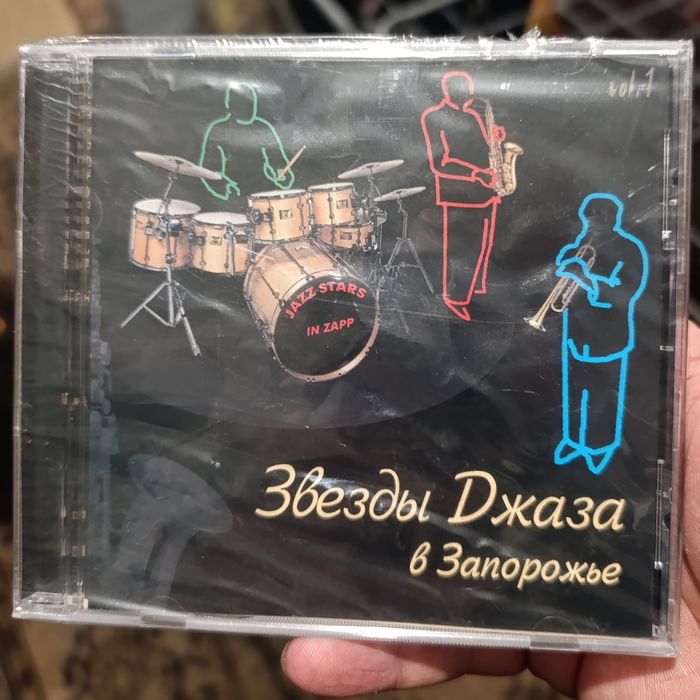 vol. 1
JAZZ STARS
IN ZAPP
Звезды Джаза
в Запорожье